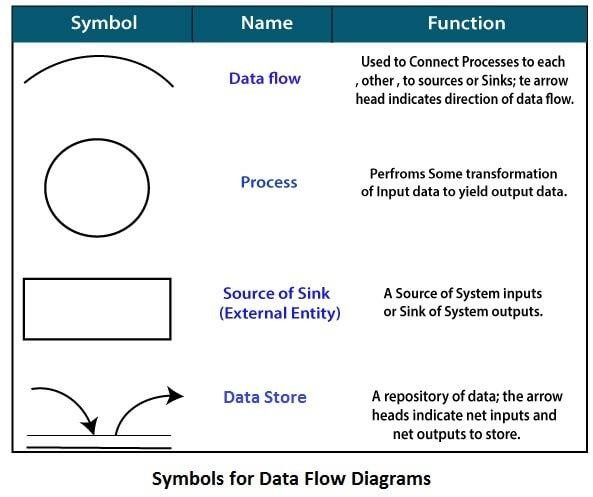 Symbol Name Function
Data flow
Used to Connect Processes to each
, other , to sources or Sinks; te arrow
head indicates direction of data flow.
Process
Perfroms Some transformation
of Input data to yield output data.
Source of Sink
(External Entity)
A Source of System inputs
or Sink of System outputs.
Data Store
A repository of data; the arrow
heads indicate net inputs and
net outputs to store.
Symbols for Data Flow Diagrams